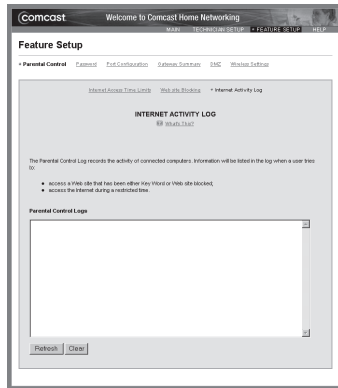 Comcast Welcome to Comcast Home Networking
MAIN TECHNICIAN SETUP • FEATURE SETUP HELP
Feature Setup
• Parental Control Password Port Configuration Gateway Summary DMZ Wireless Settings
Internet Access Time Limits Web site Blocking • Internet Activity Log
INTERNET ACTIVITY LOG
What's This?
The Parental Control Log records the activity of connected computers. Information will be listed in the log when a user tries
to:
• access a Web site that has been either Key Word or Web site blocked;
• access the Internet during a restricted time.
Parental Control Logs
Refresh Clear